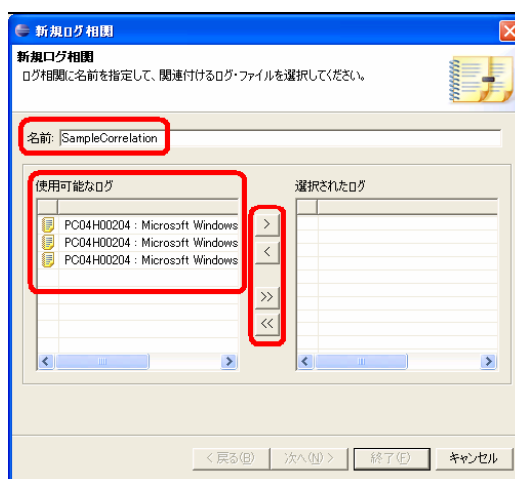 新規ログ相関
新規ログ相関
ログ相関に名前を指定して、関連付けるログ・ファイルを選択してください。
名前: SampleCorrelation
使用可能なログ
選択されたログ
PC04H00204 : Microsoft Windows
PC04H00204 : Microsoft Windows
PC04H00204 : Microsoft Windows
>
<
>>
<<
< 戻る(B) 次へ(N) > 終了(F) キャンセル